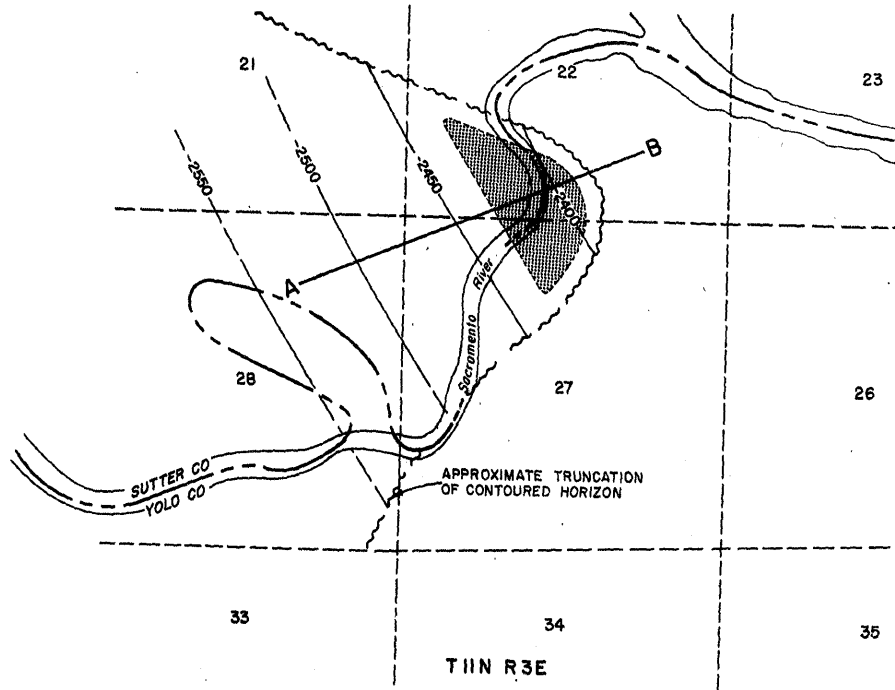 21
22
23
-2550
-2500
-2450
-2400
B
A
River
Sacramento
28
27
26
SUTTER CO
YOLO CO
APPROXIMATE TRUNCATION
OF CONTOURED HORIZON
33
34
35
T11N R3E